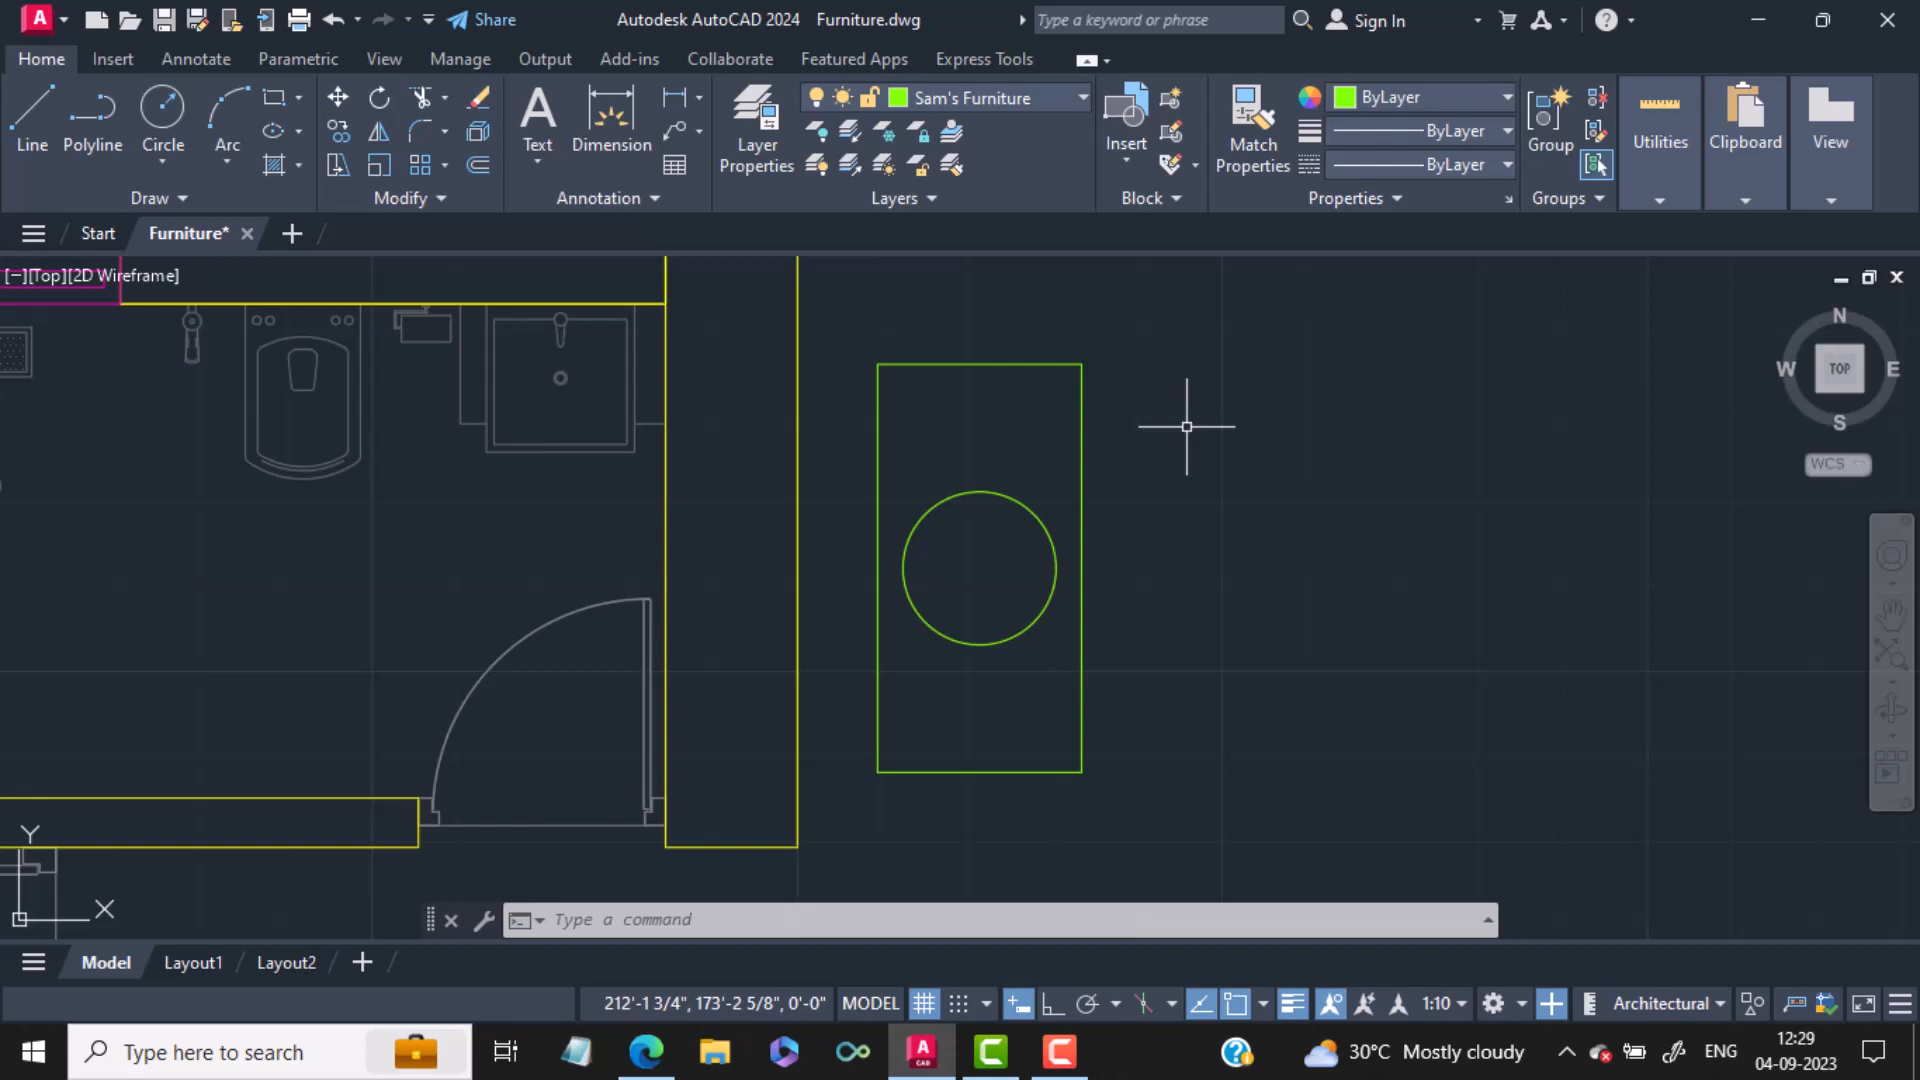 A
Share
Autodesk AutoCAD 2024 Furniture.dwg
Type a keyword or phrase
Sign In
Home Insert Annotate Parametric View Manage Output Add-ins Collaborate Featured Apps Express Tools
Line
Polyline
Circle
Arc
Draw
Modify
Text
Dimension
Annotation
Layer
Properties
Sam's Furniture
Layers
Insert
Block
Match
Properties
ByLayer
ByLayer
ByLayer
Properties
Group
Groups
Utilities
Clipboard
View
Start
Furniture*
[−][Top][2D Wireframe]
N
W
TOP
E
S
WCS
Y
X
Type a command
Model Layout1 Layout2
212'-1 3/4", 173'-2 5/8", 0'-0"
MODEL
1:10
Architectural
Type here to search
A
CAD
30°C Mostly cloudy
ENG
12:29
04-09-2023